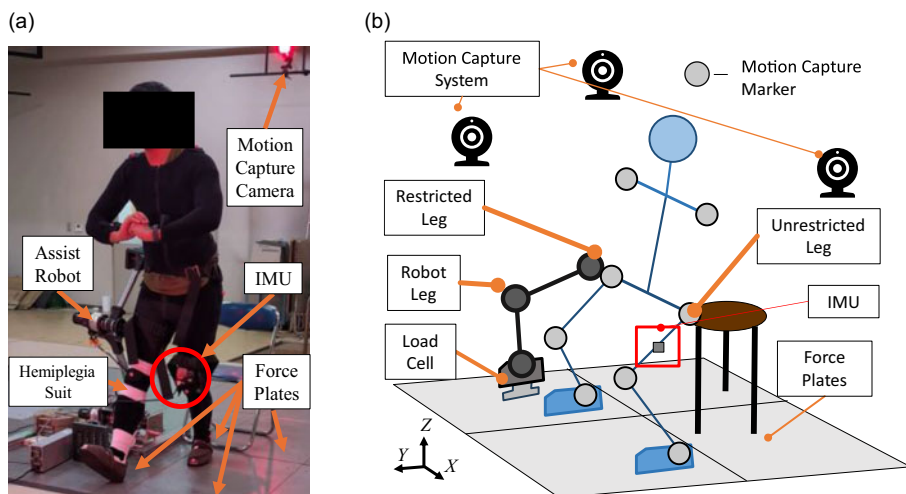 (a)
Motion
Capture
Camera
Assist
Robot
IMU
Hemiplegia
Suit
Force
Plates
(b)
Motion Capture
System
Motion Capture
Marker
Restricted
Leg
Unrestricted
Leg
Robot
Leg
IMU
Load
Cell
Force
Plates
Z
Y
X